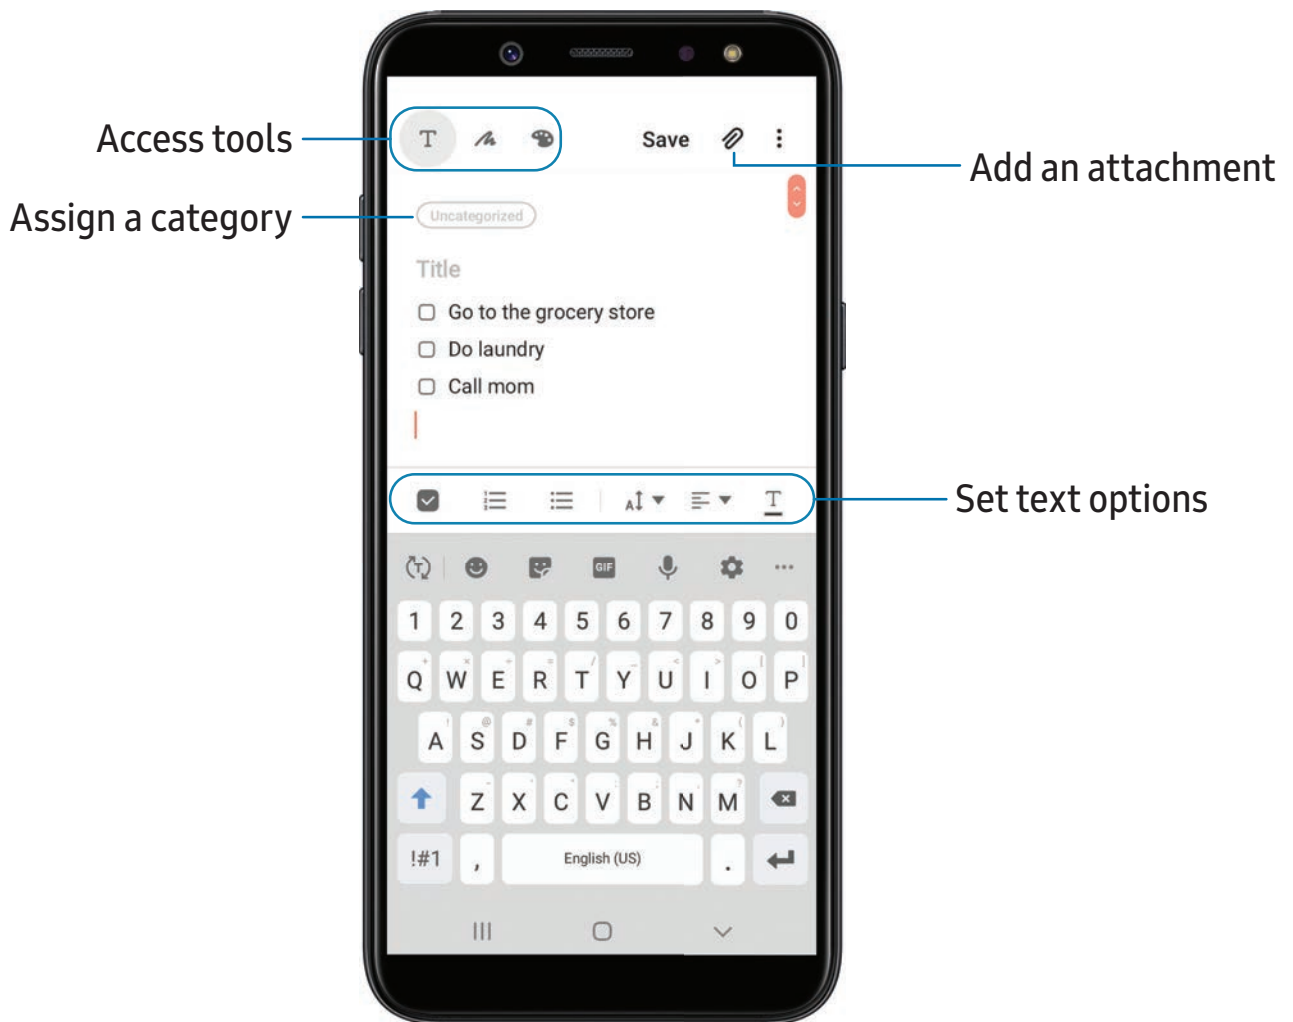 Access tools
T
Save
Add an attachment
Assign a category
Uncategorized
Title
Go to the grocery store
Do laundry
Call mom
A T
Set text options
T GIF
1 2 3 4 5 6 7 8 9 0
Q W E R T Y U I O P
A S D F G H J K L
Z X C V B N M
!#1 , English (US) .